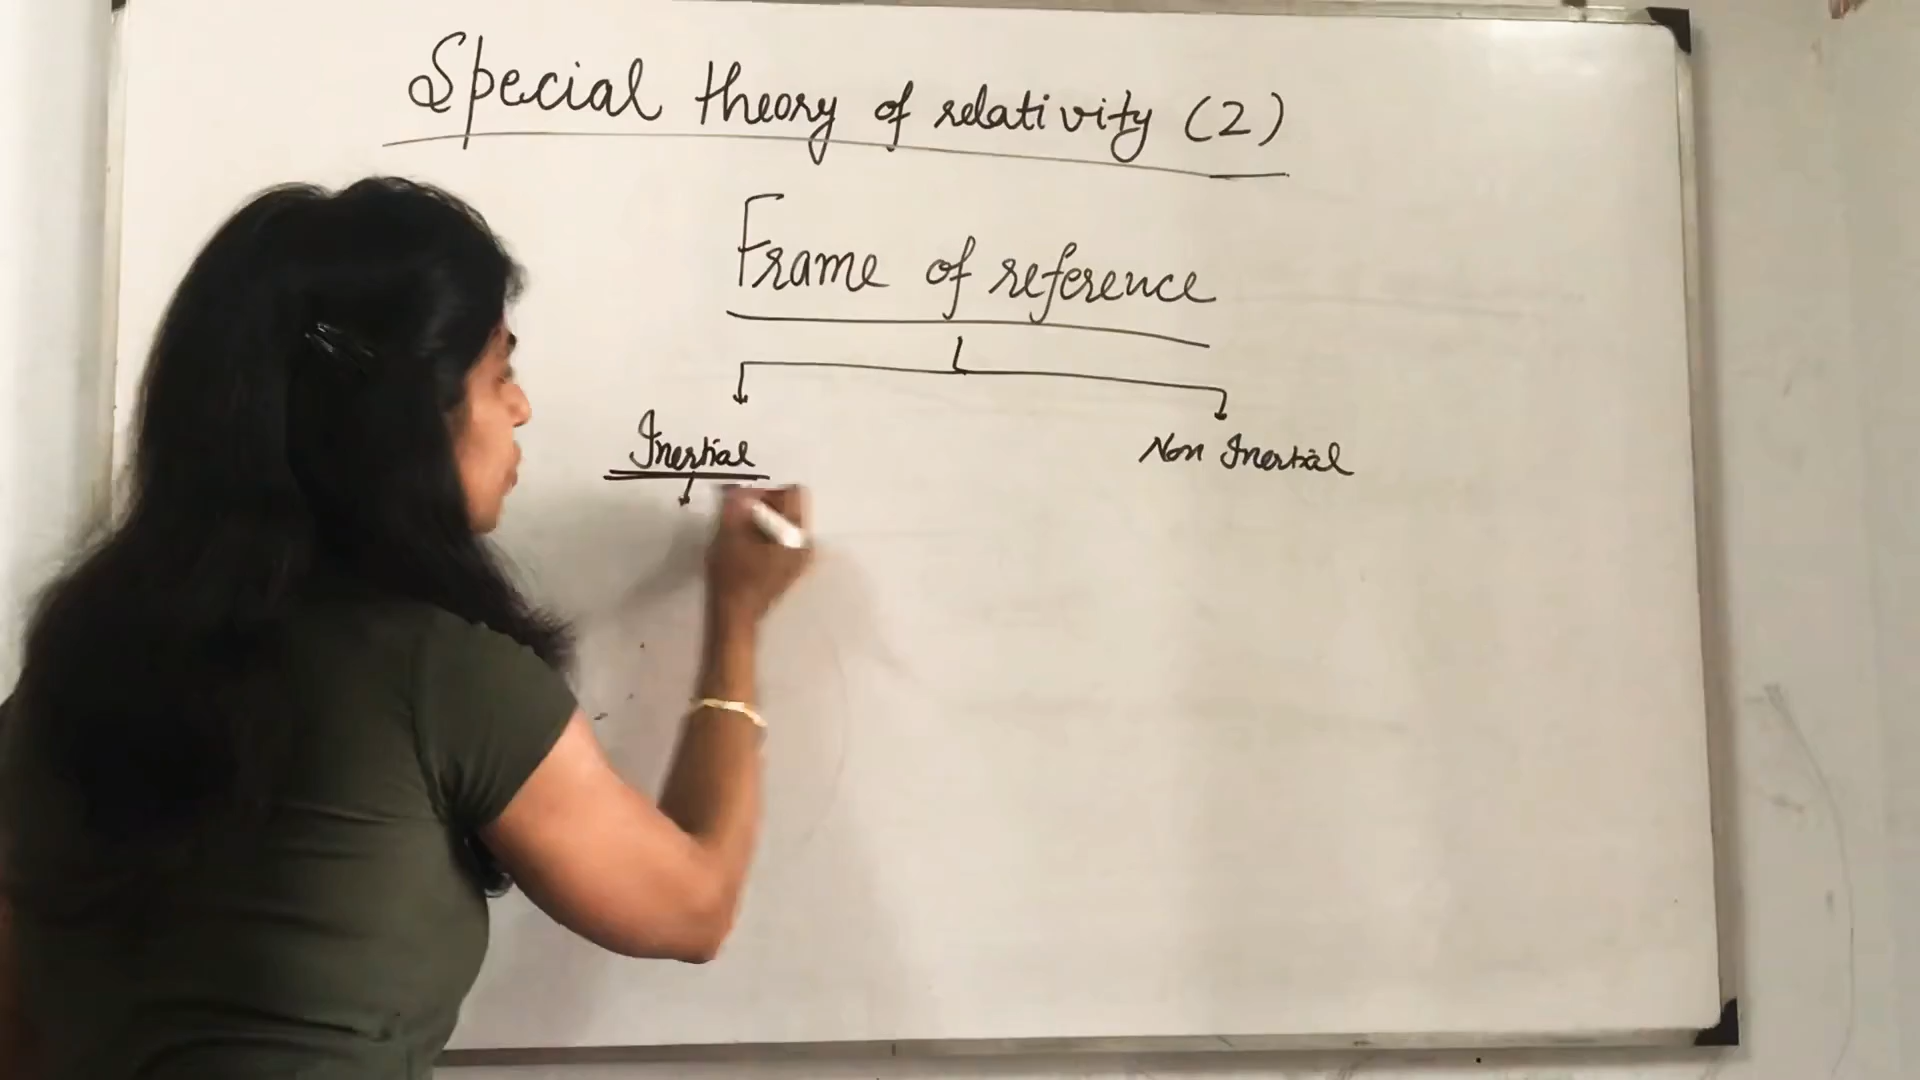 Special theory of relativity (2)
Frame of reference
Inertial
Non Inertial